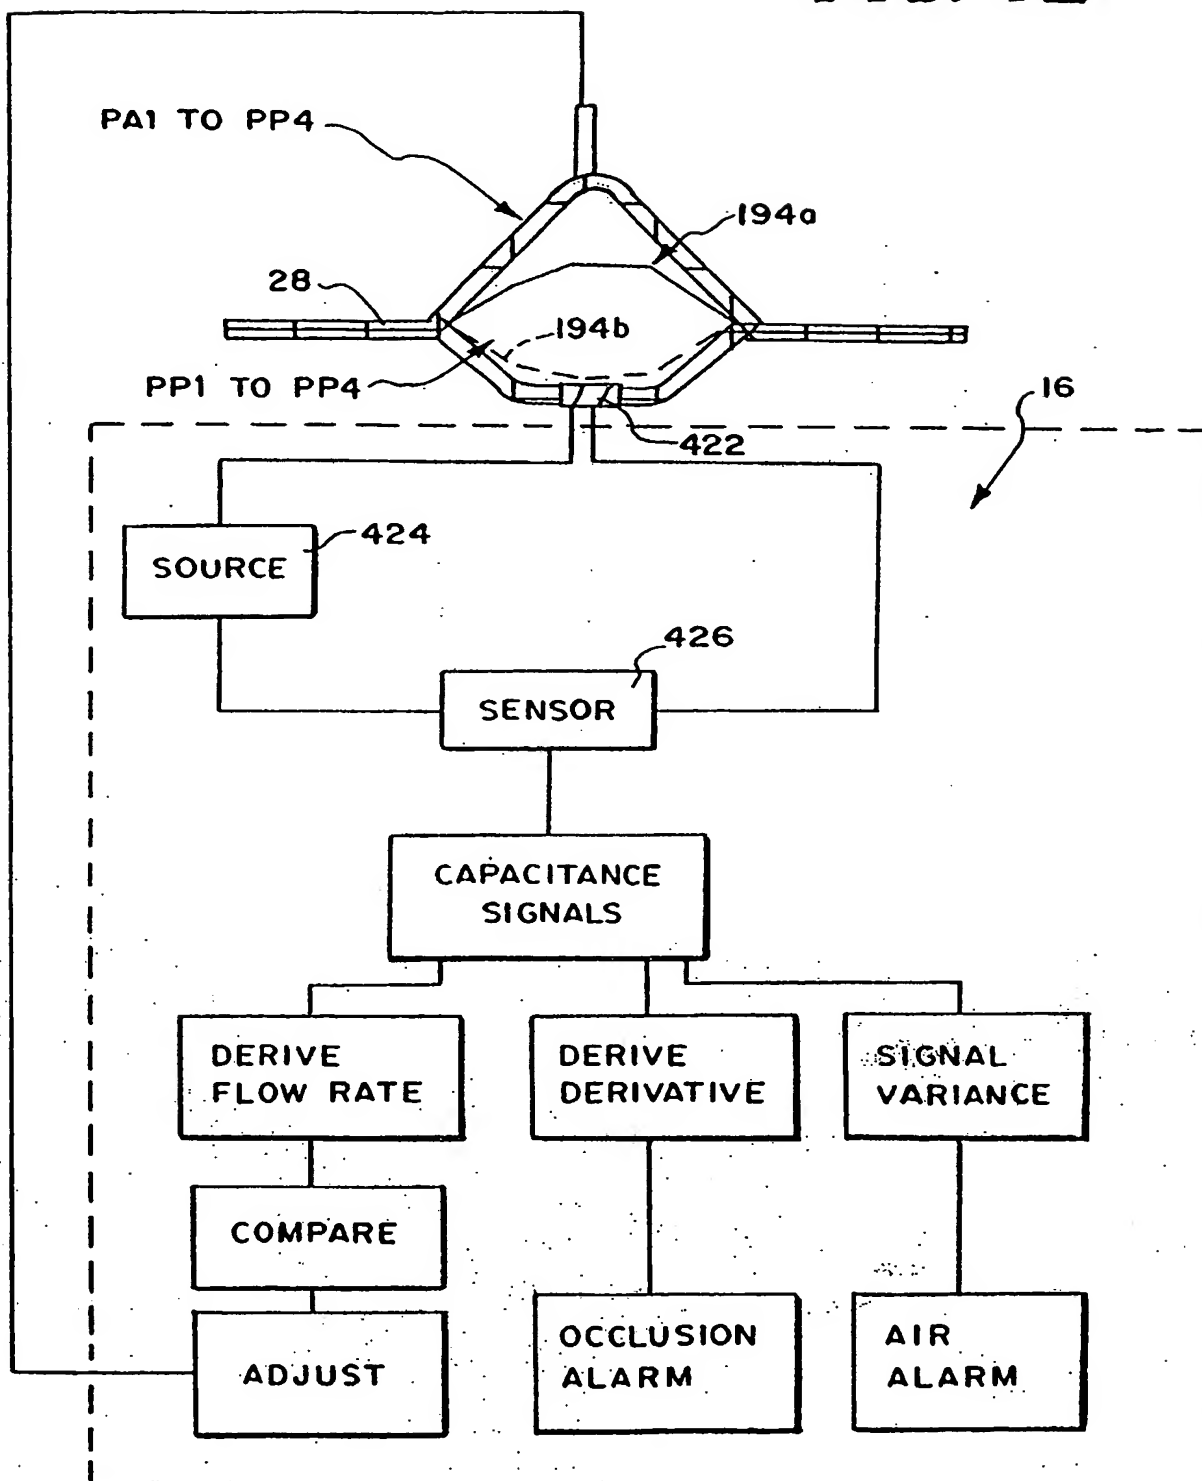 PA1 TO PP4
194a
28
194b
PP1 TO PP4
16
422
424
SOURCE
426
SENSOR
CAPACITANCE
SIGNALS
DERIVE
FLOW RATE
DERIVE
DERIVATIVE
SIGNAL
VARIANCE
COMPARE
ADJUST
OCCLUSION
ALARM
AIR
ALARM